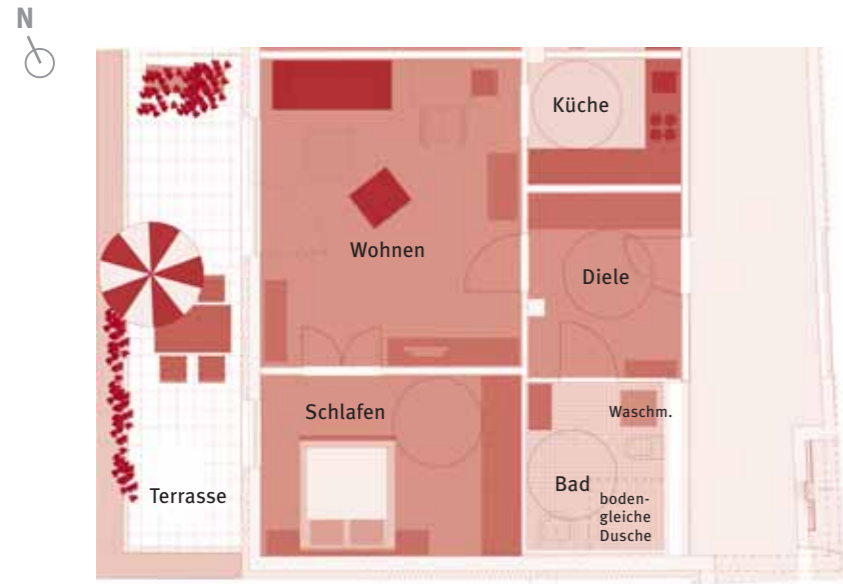 N
Küche
Wohnen
Diele
Schlafen
Waschm.
Terrasse
Bad
boden-
gleiche
Dusche